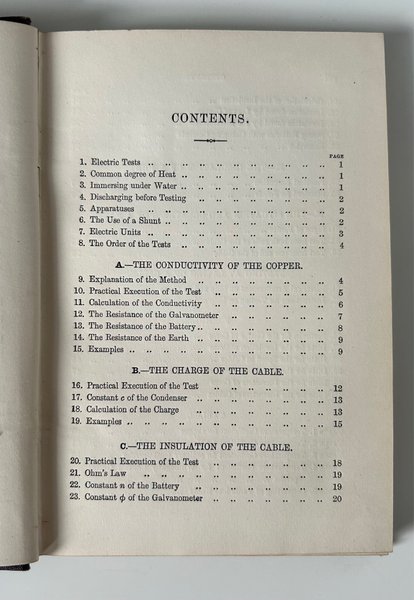 CONTENTS.
PAGE
1. Electric Tests .. .. .. .. .. .. .. .. 1
2. Common degree of Heat .. .. .. .. .. .. .. 1
3. Immersing under Water .. .. .. .. .. .. .. 1
4. Discharging before Testing .. .. .. .. .. .. 2
5. Apparatuses .. .. .. .. .. .. .. .. 2
6. The Use of a Shunt .. .. .. .. .. .. .. 2
7. Electric Units .. .. .. .. .. .. .. .. 3
8. The Order of the Tests .. .. .. .. .. .. .. 4
A.—THE CONDUCTIVITY OF THE COPPER.
9. Explanation of the Method .. .. .. .. .. .. 4
10. Practical Execution of the Test .. .. .. .. .. 5
11. Calculation of the Conductivity .. .. .. .. .. 6
12. The Resistance of the Galvanometer .. .. .. .. .. 7
13. The Resistance of the Battery .. .. .. .. .. .. 8
14. The Resistance of the Earth .. .. .. .. .. .. 9
15. Examples .. .. .. .. .. .. .. .. .. 9
B.—THE CHARGE OF THE CABLE.
16. Practical Execution of the Test .. .. .. .. .. 12
17. Constant c of the Condenser .. .. .. .. .. .. 13
18. Calculation of the Charge .. .. .. .. .. .. 13
19. Examples .. .. .. .. .. .. .. .. .. 15
C.—THE INSULATION OF THE CABLE.
20. Practical Execution of the Test .. .. .. .. .. 18
21. Ohm's Law .. .. .. .. .. .. .. .. 19
22. Constant n of the Battery .. .. .. .. .. .. 19
23. Constant ϕ of the Galvanometer .. .. .. .. .. 20